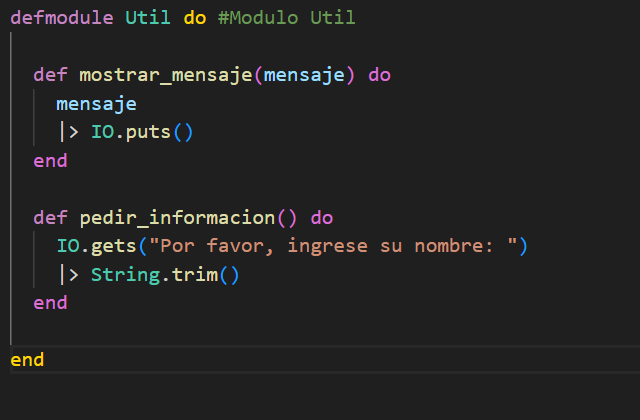 defmodule Util do #Modulo Util
def mostrar_mensaje(mensaje) do
mensaje
|> IO.puts()
end
def pedir_informacion() do
IO.gets("Por favor, ingrese su nombre: ")
|> String.trim()
end
end